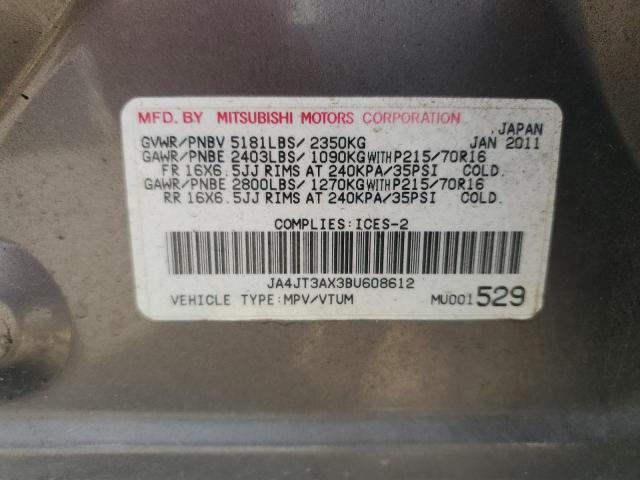 MFD. BY MITSUBISHI MOTORS CORPORATION
, JAPAN
GVWR/PNBV 5181LBS/2350KG JAN 2011
GAWR/PNBE 2403LBS/1090KG WITH P215/70R16
FR 16X6.5JJ RIMS AT 240KPA/35PSI COLD.
GAWR/PNBE 2800LBS/1270KG WITH P215/70R16
RR 16X6.5JJ RIMS AT 240KPA/35PSI COLD.
COMPLIES:ICES-2
JA4JT3AX3BU608612
VEHICLE TYPE:MPV/VTUM MU001529